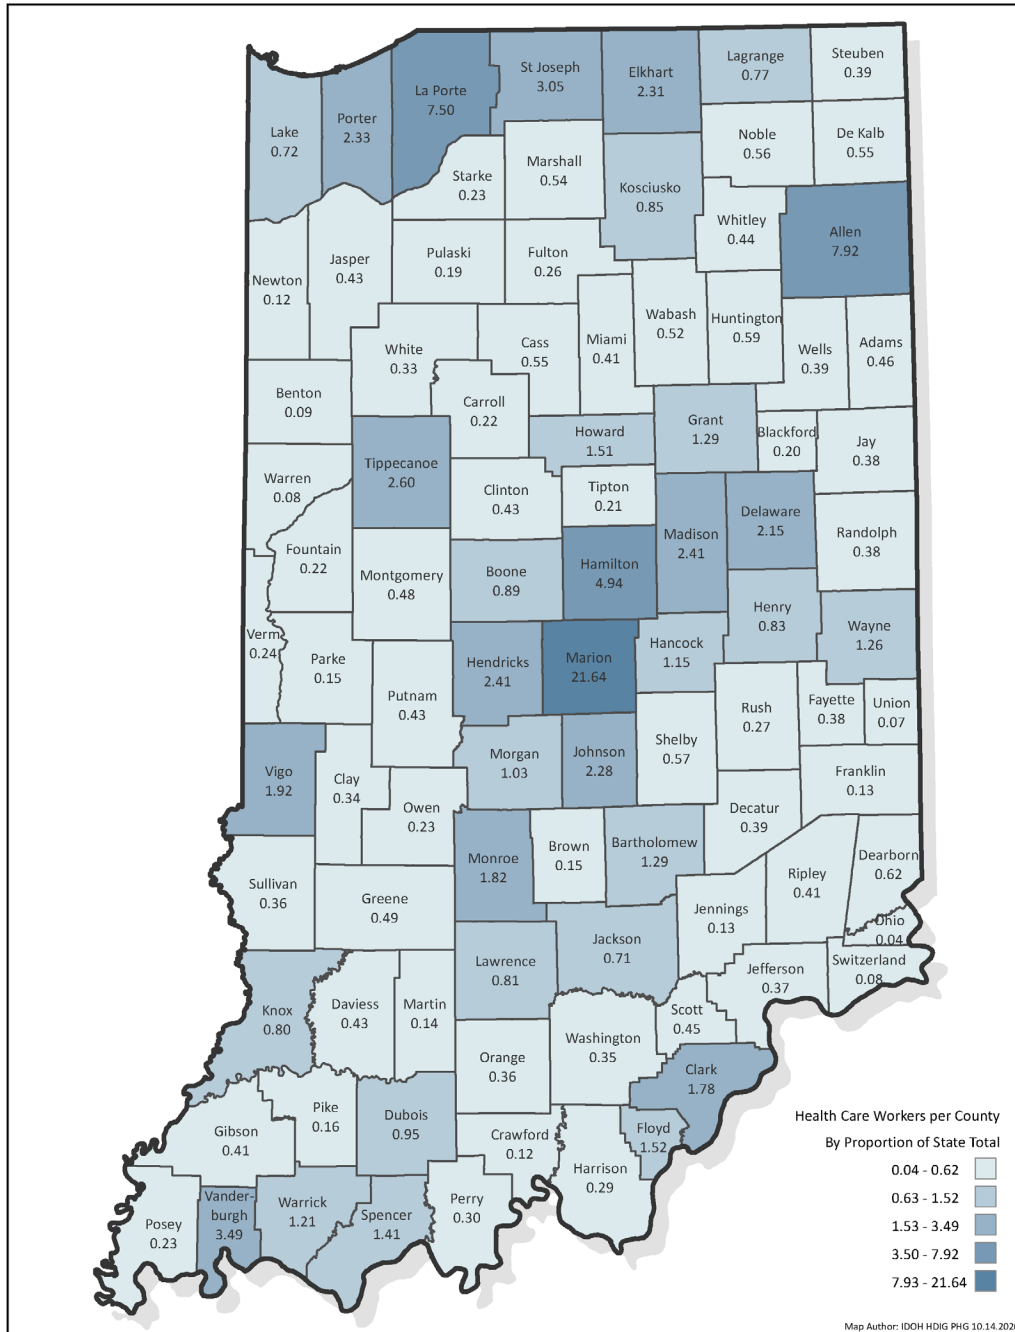 Steuben
0.39
Lagrange
0.77
St Joseph
3.05
Elkhart
2.31
La Porte
7.50
Porter
2.33
Lake
0.72
Noble
0.56
De Kalb
0.55
Marshall
0.54
Starke
0.23
Kosciusko
0.85
Whitley
0.44
Allen
7.92
Jasper
0.43
Pulaski
0.19
Fulton
0.26
Newton
0.12
Wabash
0.52
Huntington
0.59
Miami
0.41
Cass
0.55
White
0.33
Wells
0.39
Adams
0.46
Benton
0.09
Carroll
0.22
Howard
1.51
Grant
1.29
Blackford
0.20
Jay
0.38
Tippecanoe
2.60
Warren
0.08
Clinton
0.43
Tipton
0.21
Madison
2.41
Delaware
2.15
Randolph
0.38
Fountain
0.22
Montgomery
0.48
Boone
0.89
Hamilton
4.94
Henry
0.83
Wayne
1.26
Verm
0.24
Parke
0.15
Putnam
0.43
Hendricks
2.41
Marion
21.64
Hancock
1.15
Rush
0.27
Fayette
0.38
Union
0.07
Vigo
1.92
Clay
0.34
Owen
0.23
Morgan
1.03
Johnson
2.28
Shelby
0.57
Decatur
0.39
Franklin
0.13
Sullivan
0.36
Greene
0.49
Monroe
1.82
Brown
0.15
Bartholomew
1.29
Jennings
0.13
Ripley
0.41
Dearborn
0.62
Ohio
0.04
Switzerland
0.08
Jefferson
0.37
Jackson
0.71
Lawrence
0.81
Knox
0.80
Daviess
0.43
Martin
0.14
Scott
0.45
Washington
0.35
Orange
0.36
Clark
1.78
Floyd
1.52
Harrison
0.29
Crawford
0.12
Dubois
0.95
Pike
0.16
Gibson
0.41
Posey
0.23
Vander-
burgh
3.49
Warrick
1.21
Spencer
1.41
Perry
0.30
Health Care Workers per County
By Proportion of State Total
0.04 - 0.62
0.63 - 1.52
1.53 - 3.49
3.50 - 7.92
7.93 - 21.64
Map Author: IDOH HDIG PHG 10.14.2020